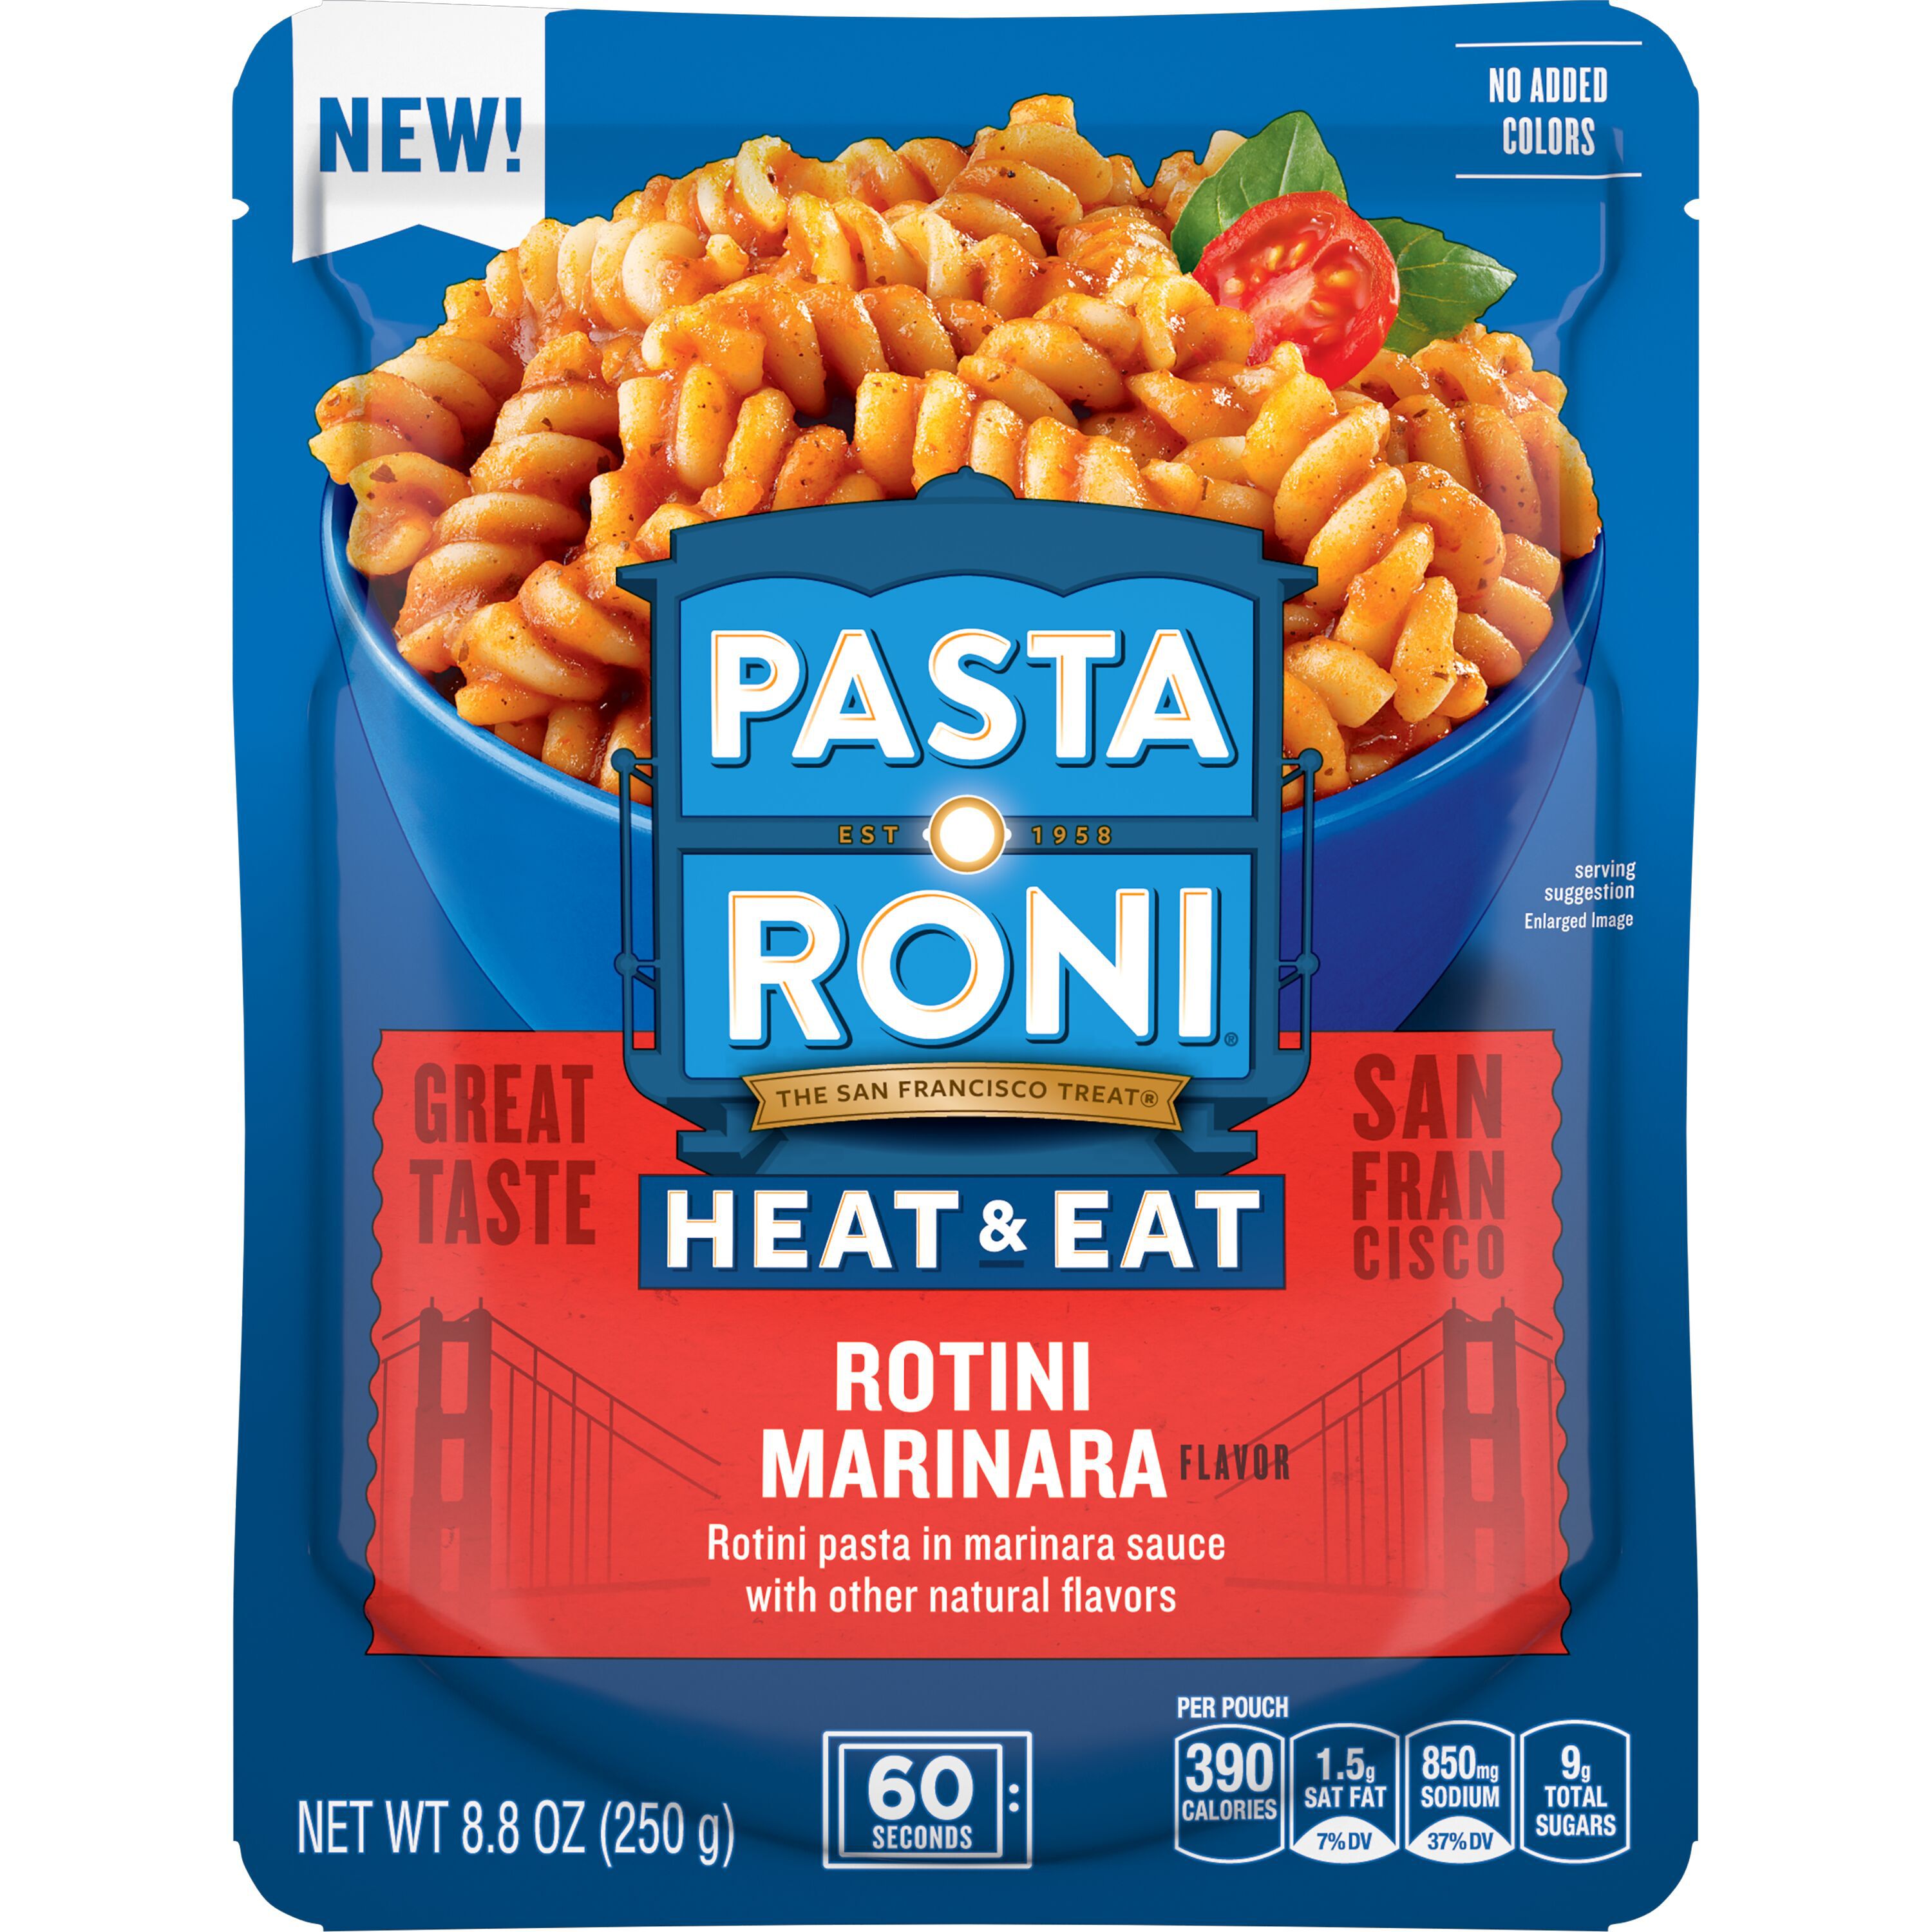 NEW!
NO ADDED
COLORS
PASTA
EST 1958
RONI®
THE SAN FRANCISCO TREAT®
serving
suggestion
Enlarged Image
GREAT
TASTE
SAN
FRAN
CISCO
HEAT & EAT
ROTINI
MARINARA FLAVOR
Rotini pasta in marinara sauce
with other natural flavors
NET WT 8.8 OZ (250 g)
60
SECONDS
PER POUCH
390
CALORIES
1.5g
SAT FAT
7% DV
850mg
SODIUM
37% DV
9g
TOTAL
SUGARS